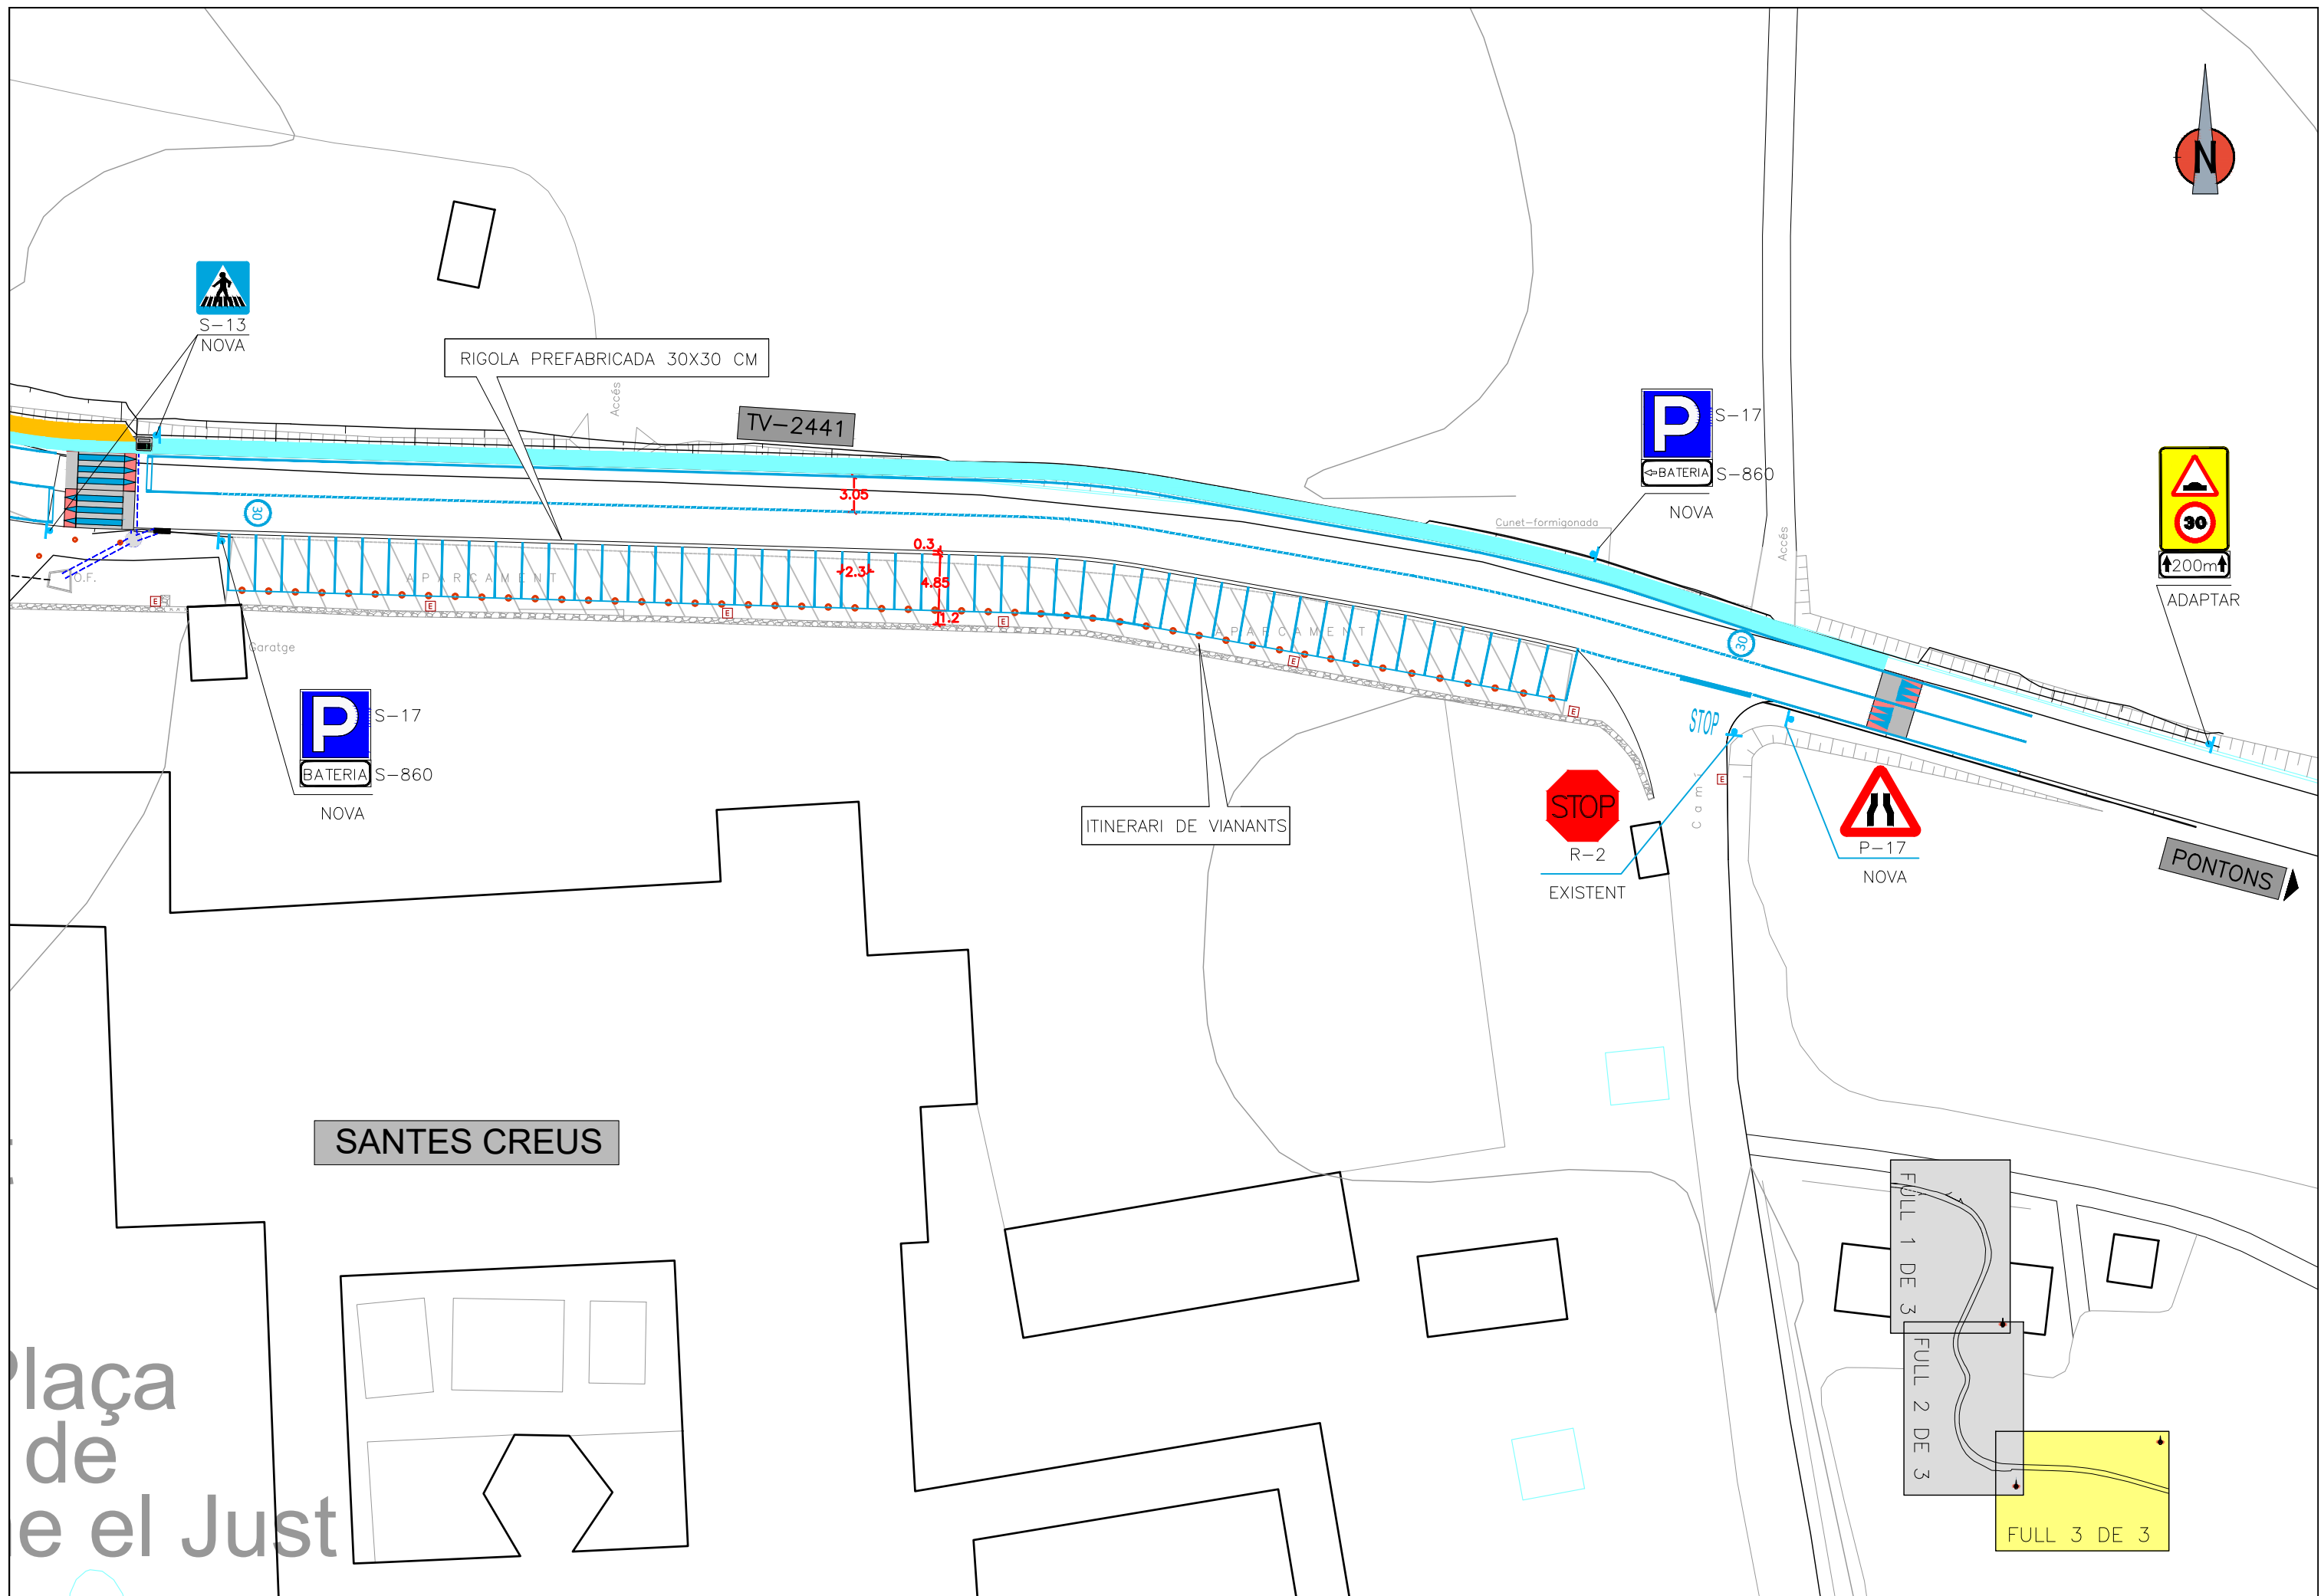 N
S-13
NOVA
RIGOLA PREFABRICADA 30X30 CM
Accés
TV-2441
P
S-17
←BATERIA
S-860
NOVA
30
200m
ADAPTAR
Cunet-formigonada
Accés
3.05
30
0.3
2.3
4.85
1.2
APARCAMENT
APARCAMENT
O.F.
E
E
E
E
E
E
E
30
Garatge
P
S-17
BATERIA
S-860
NOVA
STOP
ITINERARI DE VIANANTS
STOP
R-2
EXISTENT
Camí
P-17
NOVA
PONTONS
SANTES CREUS
FULL 1 DE 3
FULL 2 DE 3
FULL 3 DE 3
Plaça
de
e el Just